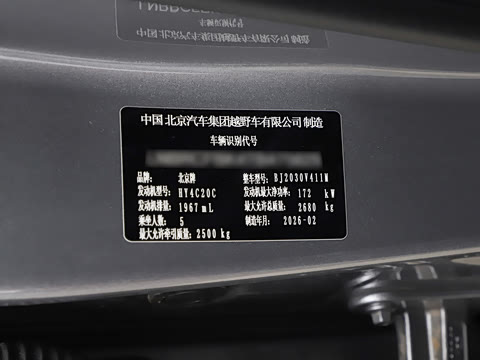 中国 北京汽车集团越野车有限公司 制造
车辆识别代号
品牌: 北京牌 整车型号: BJ2030V411M
发动机型号: HY4C20C 发动机最大净功率: 172 kW
发动机排量: 1967 mL 最大允许总质量: 2680 kg
乘坐人数: 5 制造年月: 2026-02
最大允许牵引质量: 2500 kg